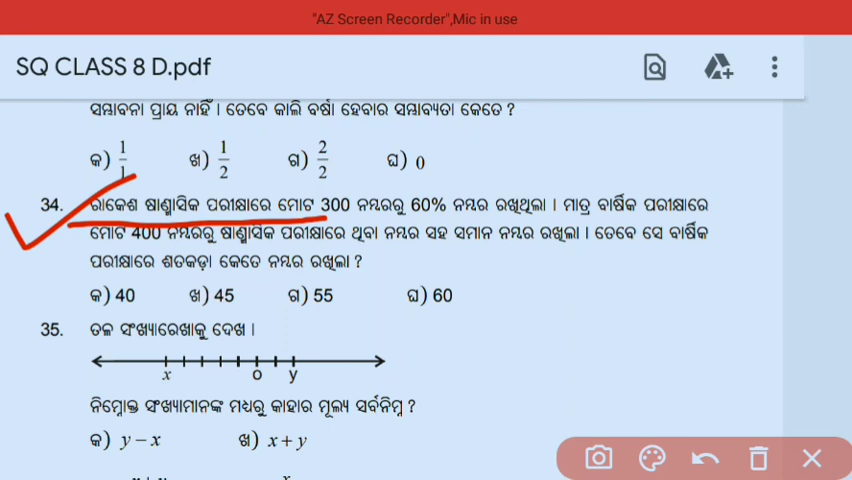 "AZ Screen Recorder",Mic in use
SQ CLASS 8 D.pdf
ସମ୍ଭାବନା ପ୍ରାୟ ନାହିଁ । ତେବେ କାଲି ବର୍ଷା ହେବାର ସମ୍ଭାବ୍ୟତା କେତେ ?
କ) 1/1 ଖ) 1/2 ଗ) 2/2 ଘ) 0
34. ରାକେଶ ଷାଣ୍ମାସିକ ପରୀକ୍ଷାରେ ମୋଟ 300 ନମ୍ବରରୁ 60% ନମ୍ବର ରଖିଥିଲା । ମାତ୍ର ବାର୍ଷିକ ପରୀକ୍ଷାରେ
ମୋଟ 400 ନମ୍ବରରୁ ଷାଣ୍ମାସିକ ପରୀକ୍ଷାରେ ଥିବା ନମ୍ବର ସହ ସମାନ ନମ୍ବର ରଖିଲା । ତେବେ ସେ ବାର୍ଷିକ
ପରୀକ୍ଷାରେ ଶତକଡ଼ା କେତେ ନମ୍ବର ରଖିଲା ?
କ) 40 ଖ) 45 ଗ) 55 ଘ) 60
35. ତଳ ସଂଖ୍ୟାରେଖାକୁ ଦେଖ ।
x o y
ନିମ୍ନୋକ୍ତ ସଂଖ୍ୟାମାନଙ୍କ ମଧ୍ୟରୁ କାହାର ମୂଲ୍ୟ ସର୍ବନିମ୍ନ ?
କ) y – x ଖ) x + y